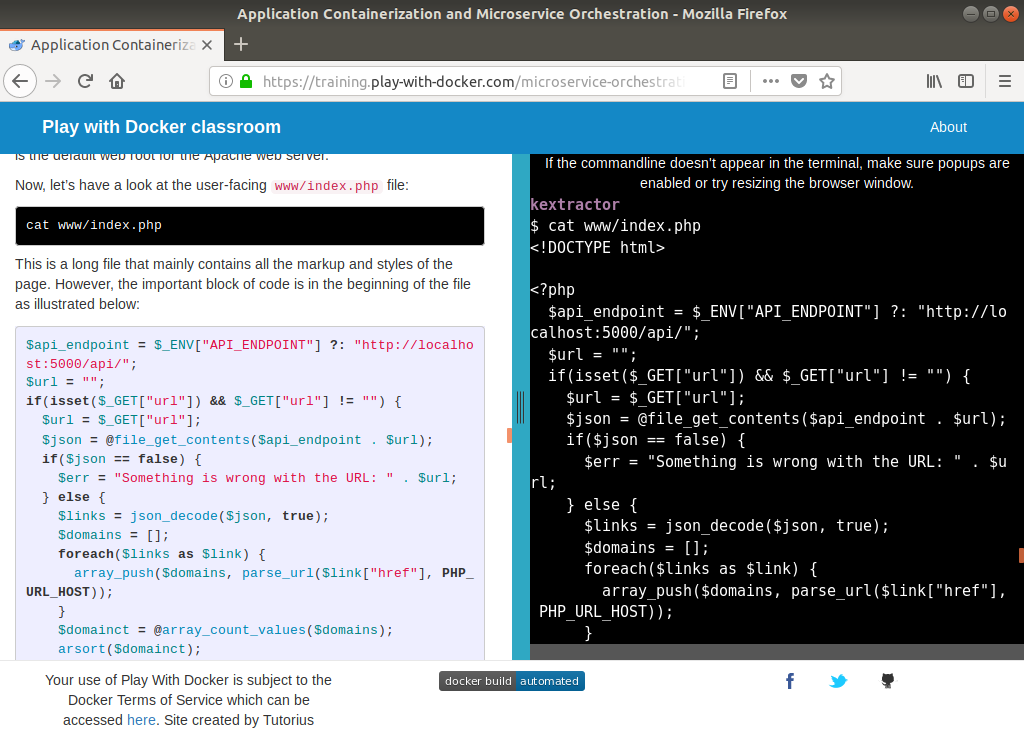 Application Containerization and Microservice Orchestration - Mozilla Firefox
Application Containeriza
https://training.play-with-docker.com/microservice-orchestrati
Play with Docker classroom
About
is the default web root for the Apache web server.
Now, let’s have a look at the user-facing www/index.php file:
cat www/index.php
This is a long file that mainly contains all the markup and styles of the
page. However, the important block of code is in the beginning of the file
as illustrated below:
$api_endpoint = $_ENV["API_ENDPOINT"] ?: "http://localho
st:5000/api/";
$url = "";
if(isset($_GET["url"]) && $_GET["url"] != "") {
  $url = $_GET["url"];
  $json = @file_get_contents($api_endpoint . $url);
  if($json == false) {
    $err = "Something is wrong with the URL: " . $url;
  } else {
    $links = json_decode($json, true);
    $domains = [];
    foreach($links as $link) {
      array_push($domains, parse_url($link["href"], PHP_
URL_HOST));
    }
    $domainct = @array_count_values($domains);
    arsort($domainct);
If the commandline doesn't appear in the terminal, make sure popups are
enabled or try resizing the browser window.
kextractor
$ cat www/index.php
<!DOCTYPE html>
<?php
  $api_endpoint = $_ENV["API_ENDPOINT"] ?: "http://lo
calhost:5000/api/";
  $url = "";
  if(isset($_GET["url"]) && $_GET["url"] != "") {
    $url = $_GET["url"];
    $json = @file_get_contents($api_endpoint . $url);
    if($json == false) {
      $err = "Something is wrong with the URL: " . $u
rl;
    } else {
      $links = json_decode($json, true);
      $domains = [];
      foreach($links as $link) {
        array_push($domains, parse_url($link["href"],
 PHP_URL_HOST));
      }
Your use of Play With Docker is subject to the
Docker Terms of Service which can be
accessed here. Site created by Tutorius
docker build automated